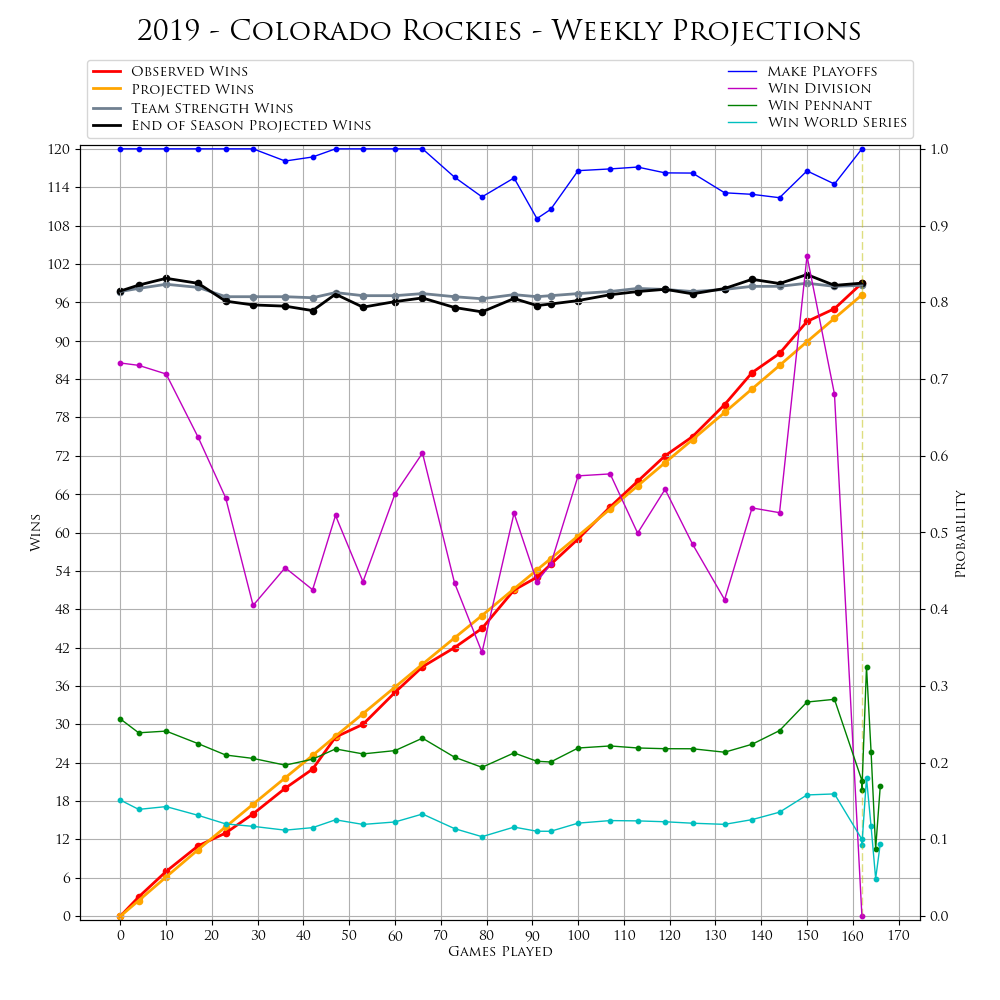 2019 - Colorado Rockies - Weekly Projections
Observed Wins
Projected Wins
Team Strength Wins
End of Season Projected Wins
Make Playoffs
Win Division
Win Pennant
Win World Series
120
114
108
102
96
90
84
78
72
66
60
54
48
42
36
30
24
18
12
6
0
Wins
1.0
0.9
0.8
0.7
0.6
0.5
0.4
0.3
0.2
0.1
0.0
Probability
0 10 20 30 40 50 60 70 80 90 100 110 120 130 140 150 160 170
Games Played